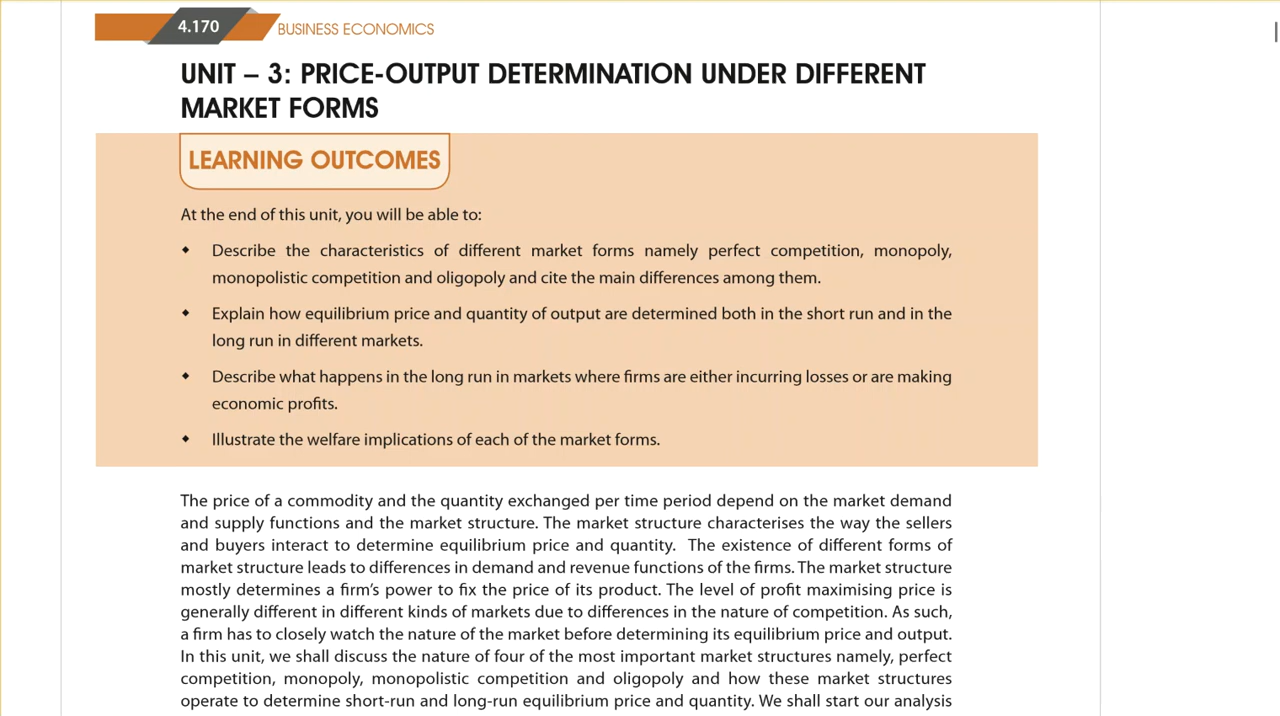 4.170
BUSINESS ECONOMICS
UNIT – 3: PRICE-OUTPUT DETERMINATION UNDER DIFFERENT
MARKET FORMS
LEARNING OUTCOMES
At the end of this unit, you will be able to:
◆ Describe the characteristics of different market forms namely perfect competition, monopoly,
monopolistic competition and oligopoly and cite the main differences among them.
◆ Explain how equilibrium price and quantity of output are determined both in the short run and in the
long run in different markets.
◆ Describe what happens in the long run in markets where firms are either incurring losses or are making
economic profits.
◆ Illustrate the welfare implications of each of the market forms.
The price of a commodity and the quantity exchanged per time period depend on the market demand
and supply functions and the market structure. The market structure characterises the way the sellers
and buyers interact to determine equilibrium price and quantity. The existence of different forms of
market structure leads to differences in demand and revenue functions of the firms. The market structure
mostly determines a firm's power to fix the price of its product. The level of profit maximising price is
generally different in different kinds of markets due to differences in the nature of competition. As such,
a firm has to closely watch the nature of the market before determining its equilibrium price and output.
In this unit, we shall discuss the nature of four of the most important market structures namely, perfect
competition, monopoly, monopolistic competition and oligopoly and how these market structures
operate to determine short-run and long-run equilibrium price and quantity. We shall start our analysis